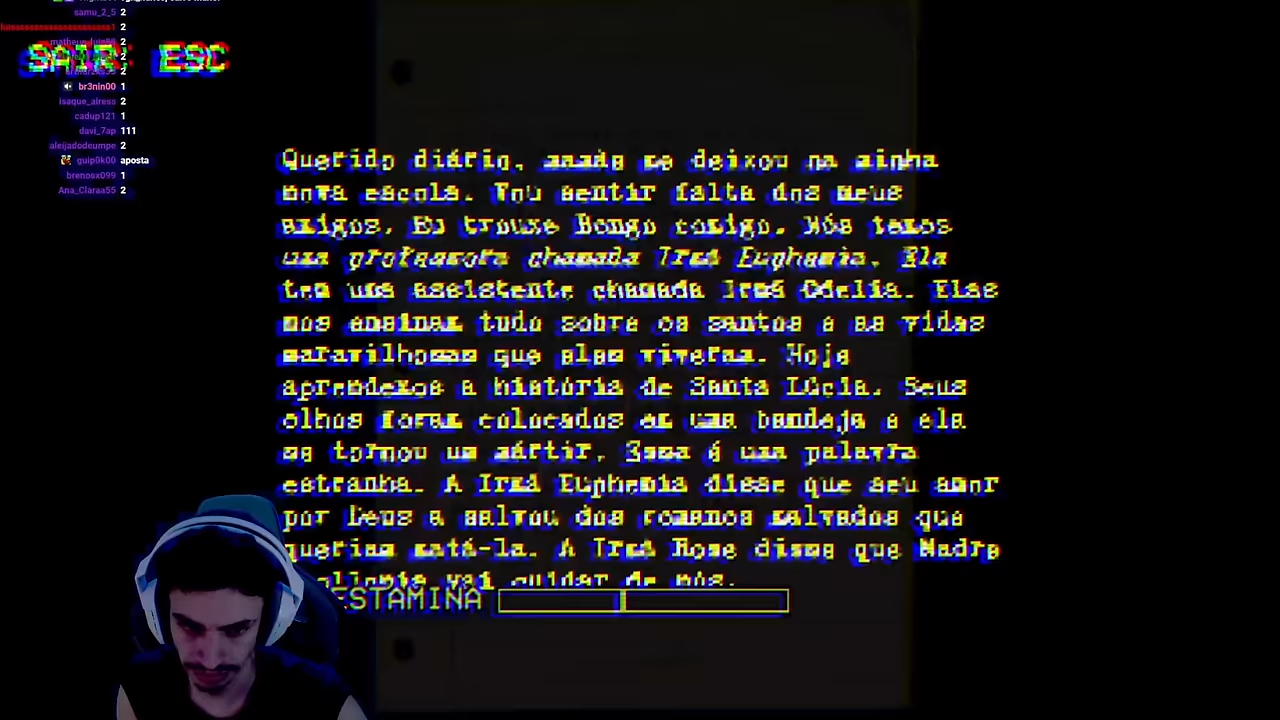 samu_2_5 2
2
2
2
2
SAIR: ESC
br3nin00 1
isaque_airess 2
cadup121 1
davi_7ap 111
aleijadodeumpe 2
guip0k00 aposta
brenosx099 1
Ana_Claraa55 2
Querido diário, mamãe me deixou na minha
nova escola. Vou sentir falta dos meus
amigos. Eu trouxe Bongo comigo. Nós temos
uma professora chamada Irmã Euphemia. Ela
tem uma assistente chamada Irmã Odelia. Elas
nos ensinam tudo sobre os santos e as vidas
maravilhosas que eles viveram. Hoje
aprendemos a história de Santa Lúcia. Seus
olhos foram colocados em uma bandeja e ela
se tornou um mártir. Essa é uma palavra
estranha. A Irmã Euphemia disse que seu amor
por Deus a salvou dos romanos malvados que
queriam matá-la. A Irmã Rose disse que Madre
vai cuidar de nós.
ESTAMINA